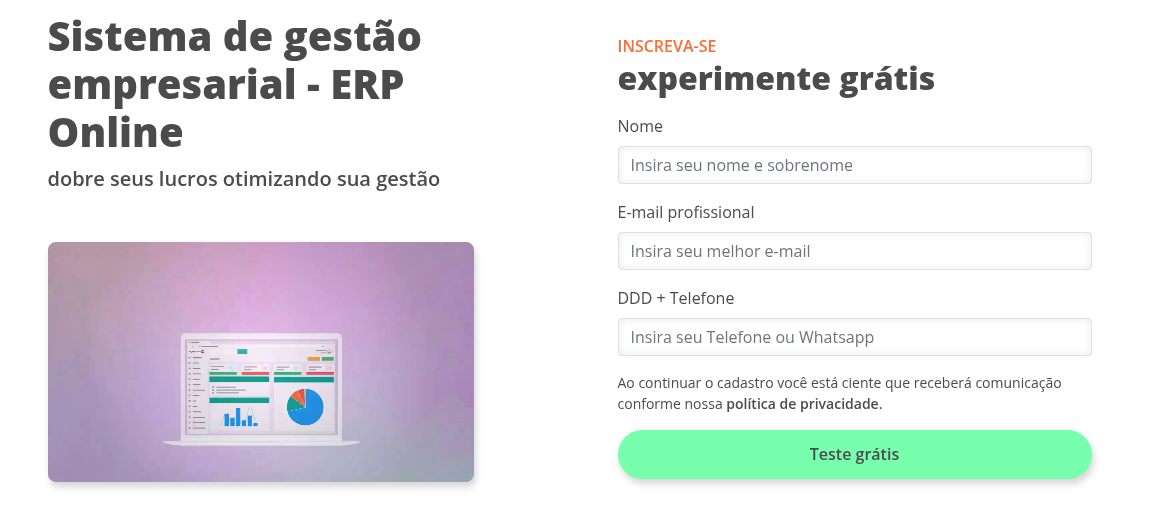 Sistema de gestão
empresarial - ERP
Online
dobre seus lucros otimizando sua gestão
INSCREVA-SE
experimente grátis
Nome
Insira seu nome e sobrenome
E-mail profissional
Insira seu melhor e-mail
DDD + Telefone
Insira seu Telefone ou Whatsapp
Ao continuar o cadastro você está ciente que receberá comunicação
conforme nossa política de privacidade.
Teste grátis